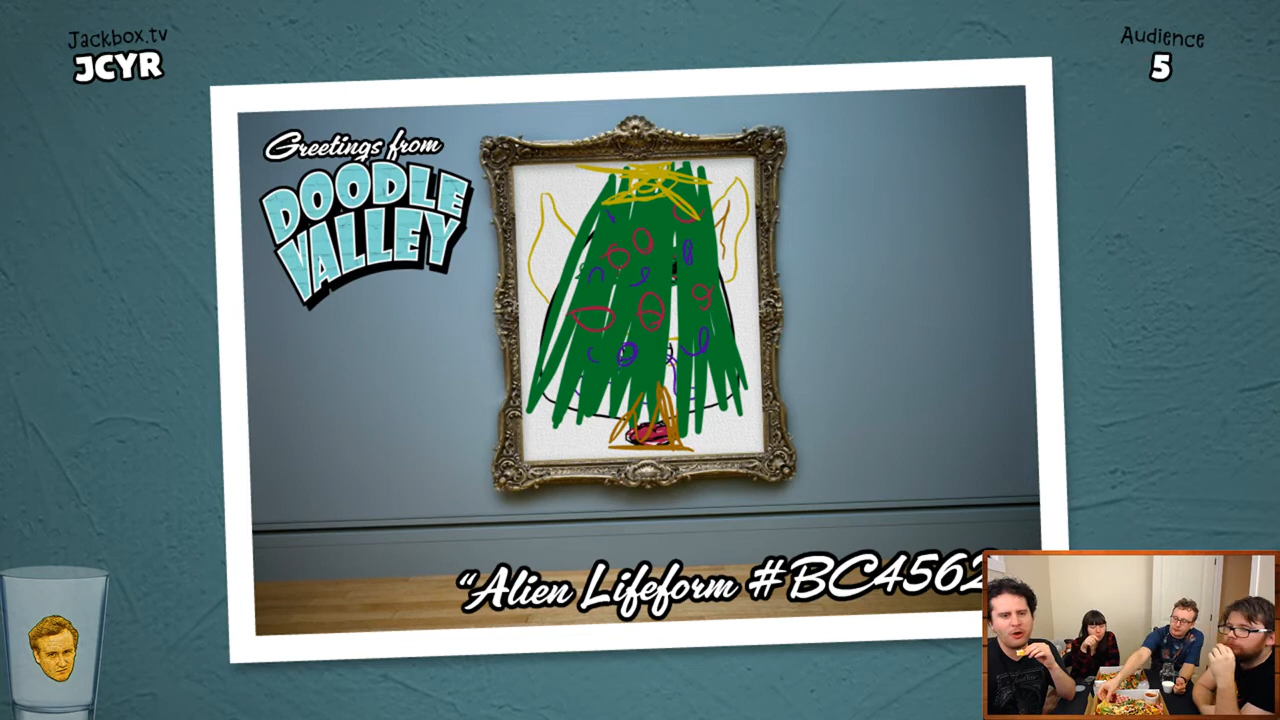 Jackbox.tv
JCYR
Audience
5
Greetings from
DOODLE
VALLEY
"Alien Lifeform #BC4562